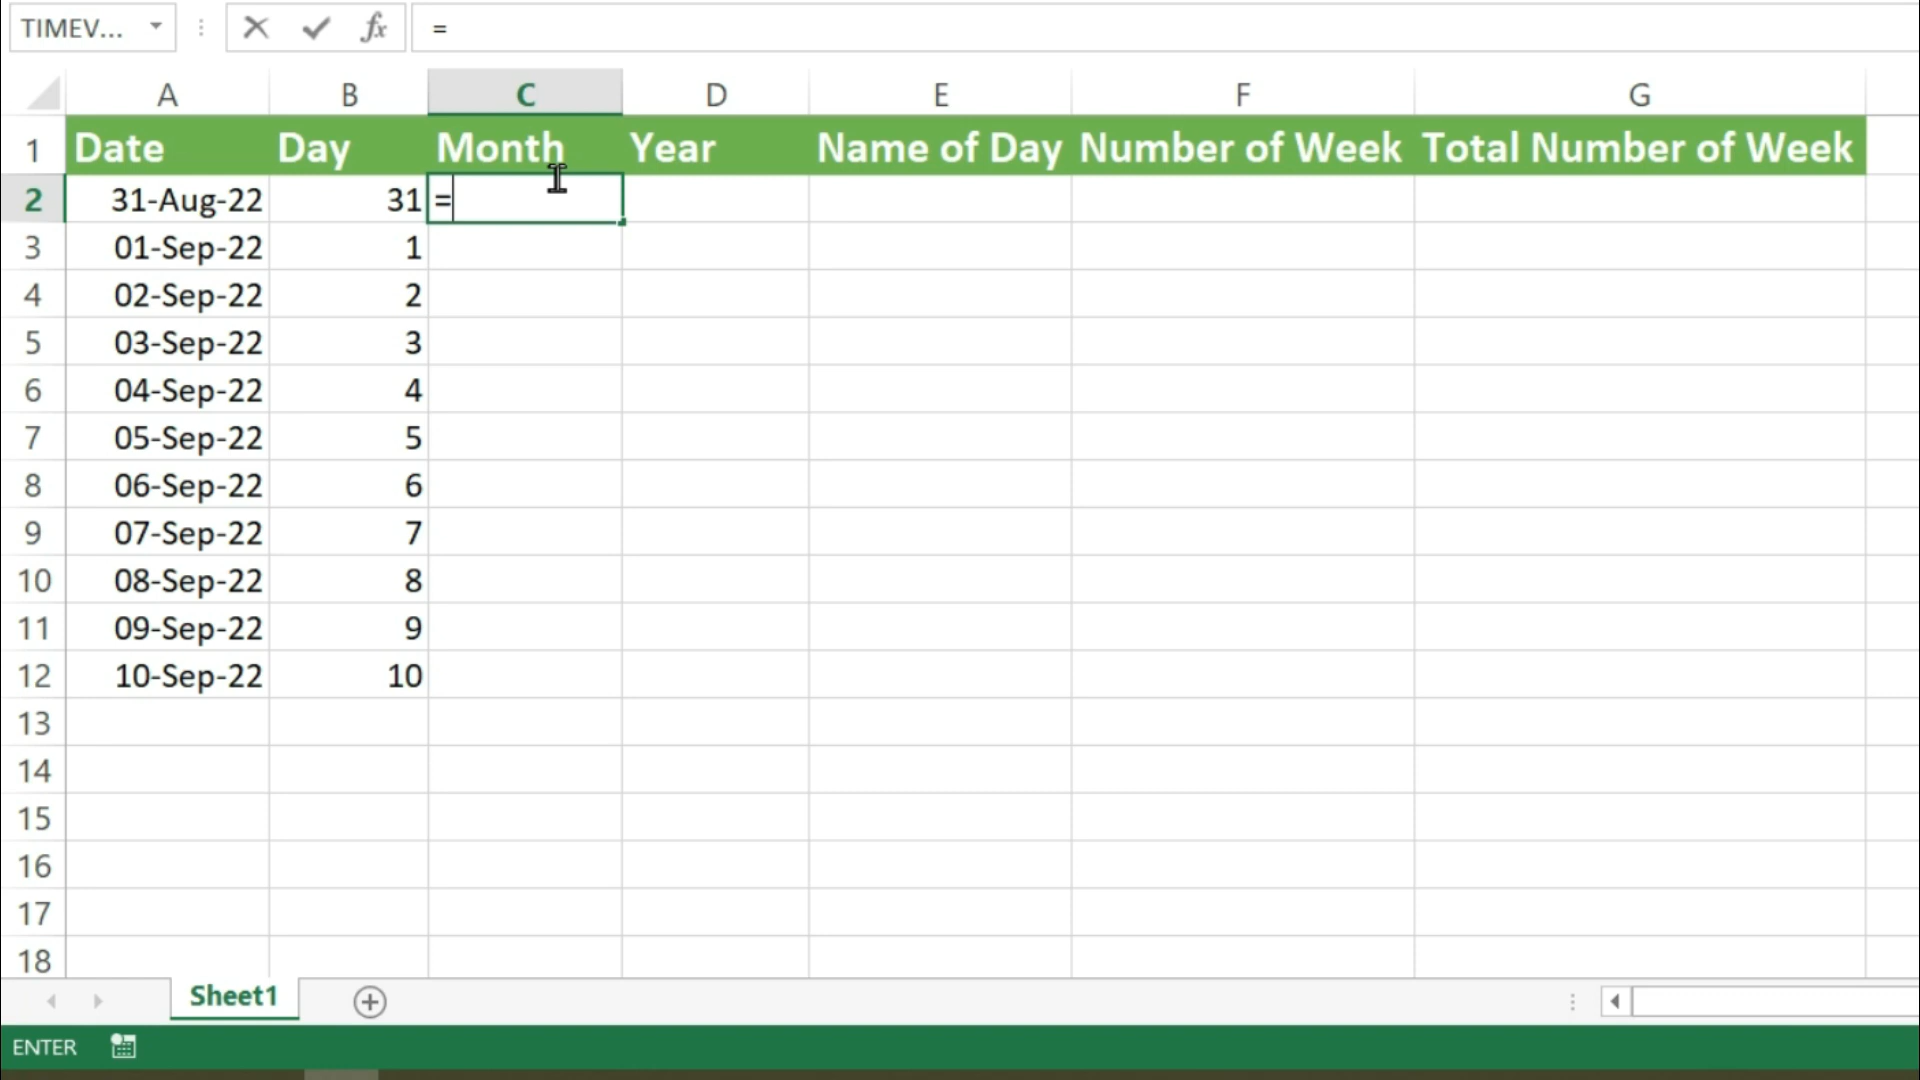 TIMEV... fx =
A B C D E F G
1 Date Day Month Year Name of Day Number of Week Total Number of Week
2 31-Aug-22 31 =
3 01-Sep-22 1
4 02-Sep-22 2
5 03-Sep-22 3
6 04-Sep-22 4
7 05-Sep-22 5
8 06-Sep-22 6
9 07-Sep-22 7
10 08-Sep-22 8
11 09-Sep-22 9
12 10-Sep-22 10
13
14
15
16
17
18
Sheet1
ENTER